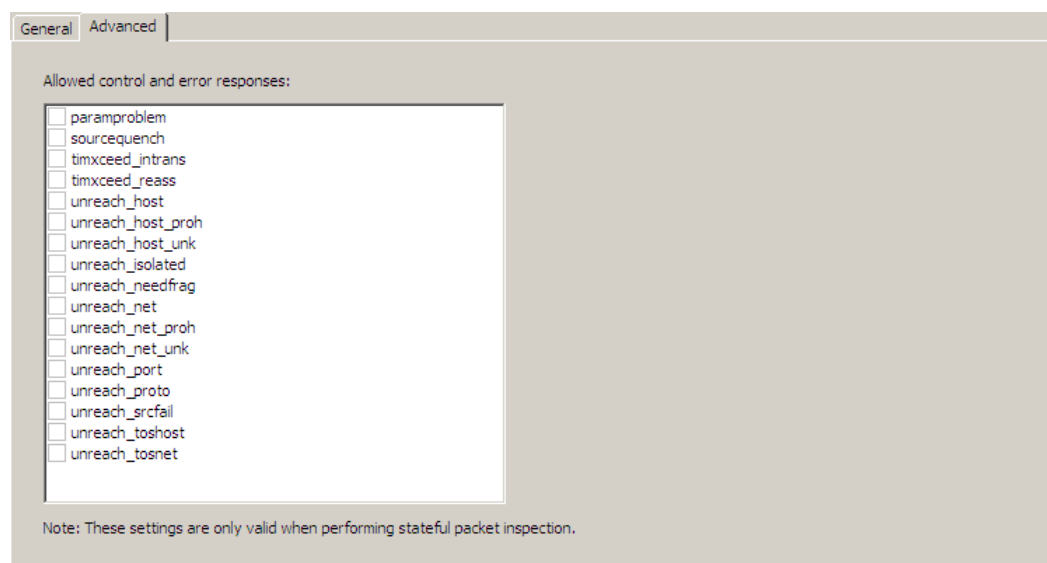 General Advanced
Allowed control and error responses:
paramproblem
sourcequench
timxceed_intrans
timxceed_reass
unreach_host
unreach_host_proh
unreach_host_unk
unreach_isolated
unreach_needfrag
unreach_net
unreach_net_proh
unreach_net_unk
unreach_port
unreach_proto
unreach_srcfail
unreach_toshost
unreach_tosnet
Note: These settings are only valid when performing stateful packet inspection.